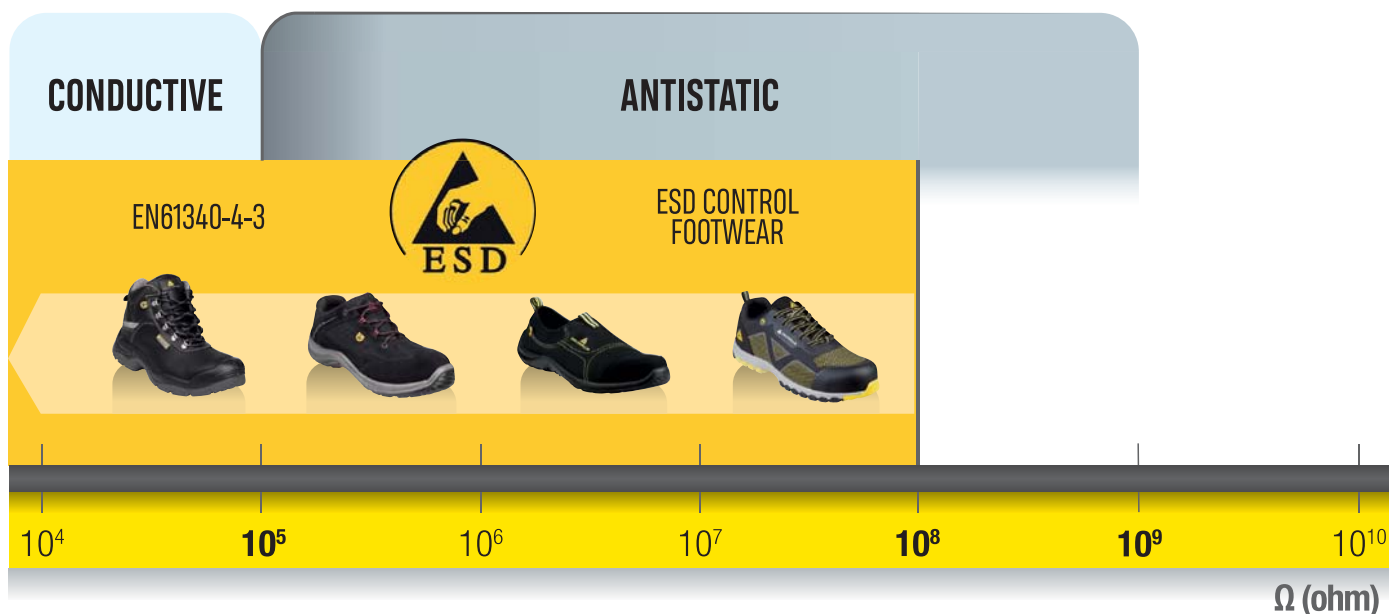 CONDUCTIVE
ANTISTATIC
EN61340-4-3
ESD
ESD CONTROL
FOOTWEAR
10⁴
10⁵
10⁶
10⁷
10⁸
10⁹
10¹⁰
Ω (ohm)